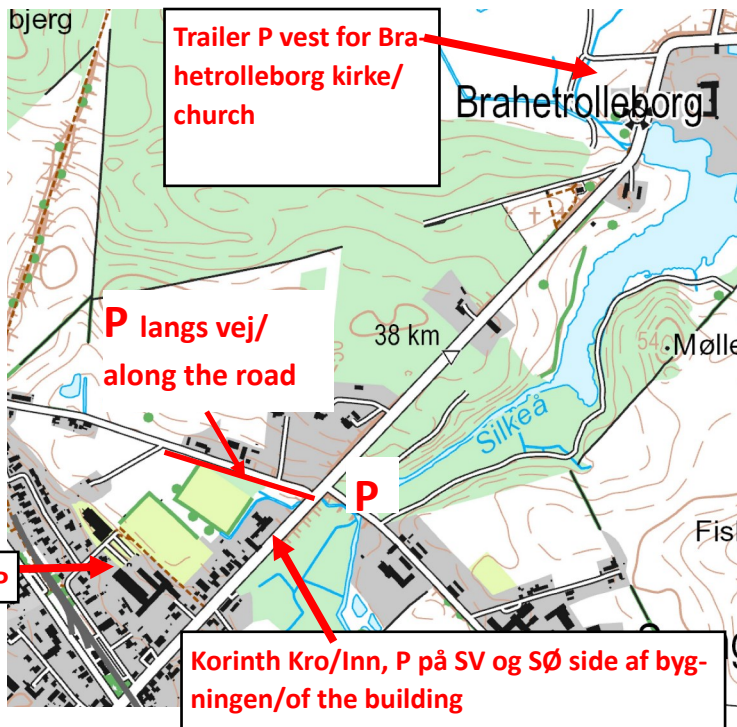 bjerg
Trailer P vest for Bra-
hetrolleborg kirke/
church
Brahetrolleborg
P langs vej/
along the road
38 km
54
Mølle
Silkeå
P
Fis
P
Korinth Kro/Inn, P på SV og SØ side af byg-
ningen/of the building